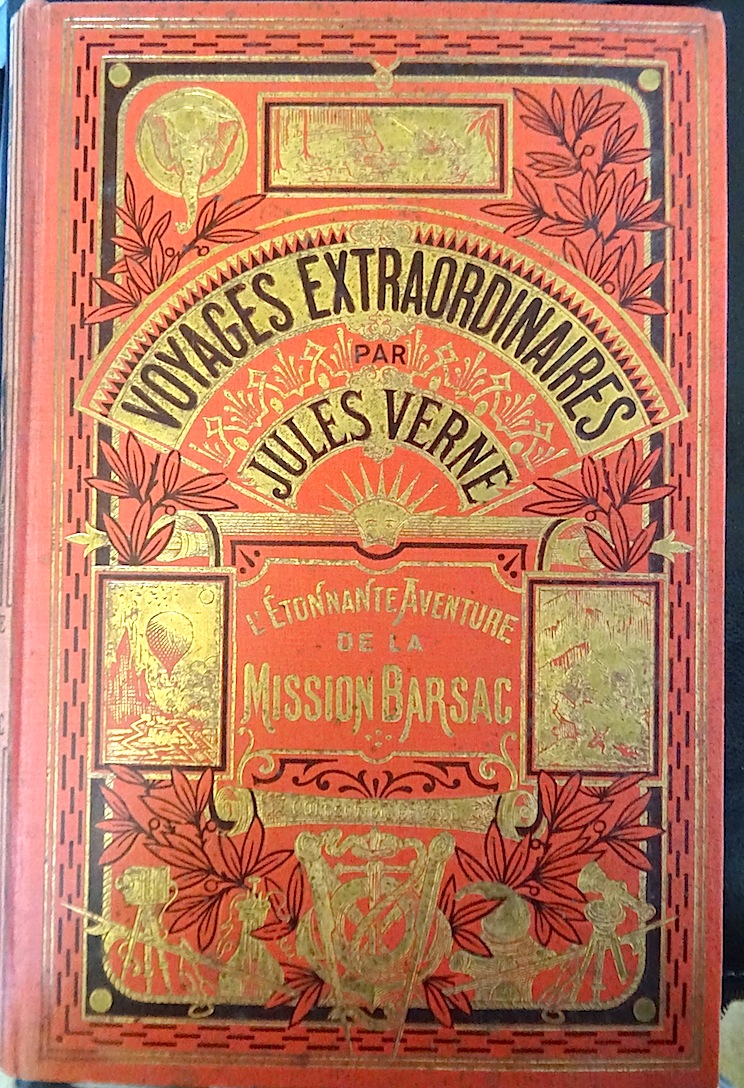 VOYAGES EXTRAORDINAIRES
PAR
JULES VERNE
L'ÉTONNANTE AVENTURE
DE LA
MISSION BARSAC